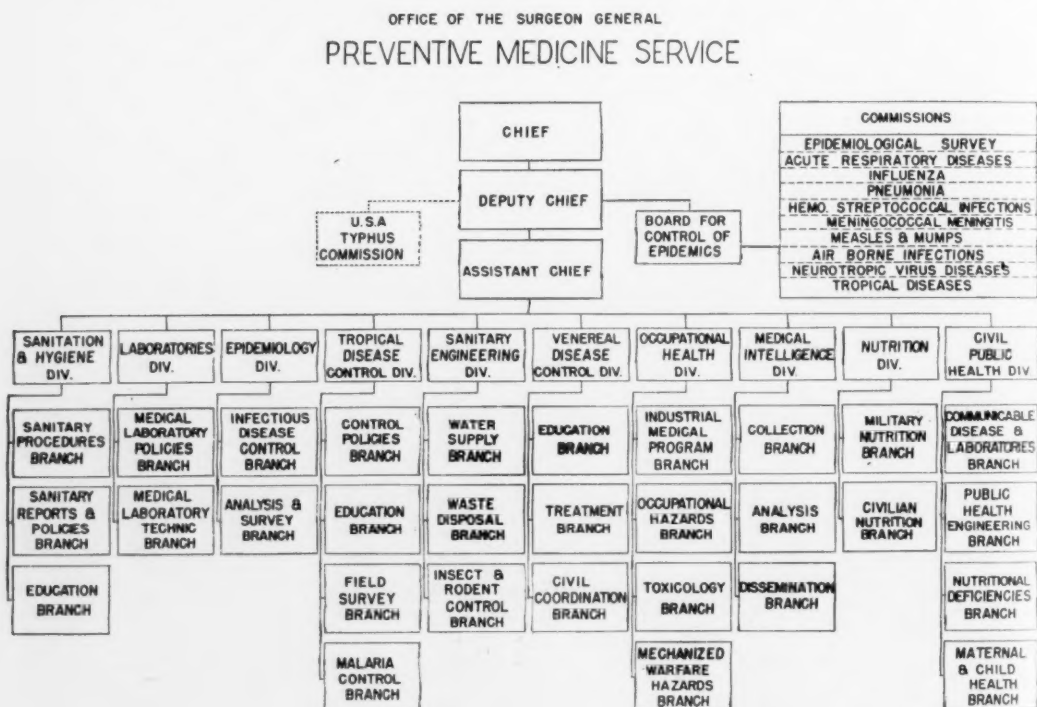 OFFICE OF THE SURGEON GENERAL
PREVENTIVE MEDICINE SERVICE
CHIEF
DEPUTY CHIEF
ASSISTANT CHIEF
U.S.A
TYPHUS
COMMISSION
BOARD FOR
CONTROL OF
EPIDEMICS
COMMISSIONS
EPIDEMIOLOGICAL SURVEY
ACUTE RESPIRATORY DISEASES
INFLUENZA
PNEUMONIA
HEMO. STREPTOCOCCAL INFECTIONS
MENINGOCOCCAL MENINGITIS
MEASLES & MUMPS
AIR BORNE INFECTIONS
NEUROTROPIC VIRUS DISEASES
TROPICAL DISEASES
SANITATION
& HYGIENE
DIV.
SANITARY
PROCEDURES
BRANCH
SANITARY
REPORTS &
POLICIES
BRANCH
EDUCATION
BRANCH
LABORATORIES
DIV.
MEDICAL
LABORATORY
POLICIES
BRANCH
MEDICAL
LABORATORY
TECHNIC
BRANCH
EPIDEMIOLOGY
DIV.
INFECTIOUS
DISEASE
CONTROL
BRANCH
ANALYSIS &
SURVEY
BRANCH
TROPICAL
DISEASE
CONTROL DIV.
CONTROL
POLICIES
BRANCH
EDUCATION
BRANCH
FIELD
SURVEY
BRANCH
MALARIA
CONTROL
BRANCH
SANITARY
ENGINEERING
DIV.
WATER
SUPPLY
BRANCH
WASTE
DISPOSAL
BRANCH
INSECT &
RODENT
CONTROL
BRANCH
VENEREAL
DISEASE
CONTROL DIV.
EDUCATION
BRANCH
TREATMENT
BRANCH
CIVIL
COORDINATION
BRANCH
OCCUPATIONAL
HEALTH
DIV.
INDUSTRIAL
MEDICAL
PROGRAM
BRANCH
OCCUPATIONAL
HAZARDS
BRANCH
TOXICOLOGY
BRANCH
MECHANIZED
WARFARE
HAZARDS
BRANCH
MEDICAL
INTELLIGENCE
DIV.
COLLECTION
BRANCH
ANALYSIS
BRANCH
DISSEMINATION
BRANCH
NUTRITION
DIV.
MILITARY
NUTRITION
BRANCH
CIVILIAN
NUTRITION
BRANCH
CIVIL
PUBLIC
HEALTH DIV.
COMMUNICABLE
DISEASE &
LABORATORIES
BRANCH
PUBLIC
HEALTH
ENGINEERING
BRANCH
NUTRITIONAL
DEFICIENCIES
BRANCH
MATERNAL
& CHILD
HEALTH
BRANCH